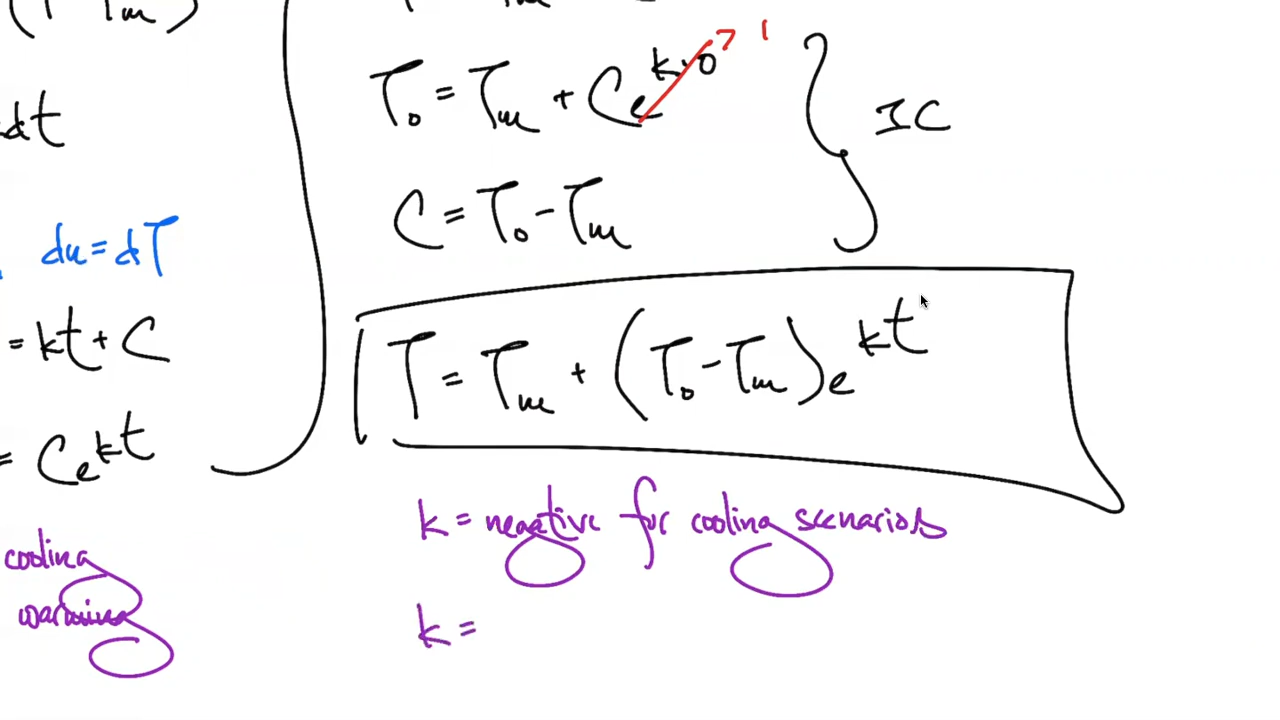 dt
du = dT
= kt + C
= Ce^{kt}
cooling
warming
T₀ = Tₘ + Ce^{k·0} 1
C = T₀ - Tₘ
IC
T = Tₘ + (T₀ - Tₘ)e^{kt}
k = negative for cooling scenarios
k =